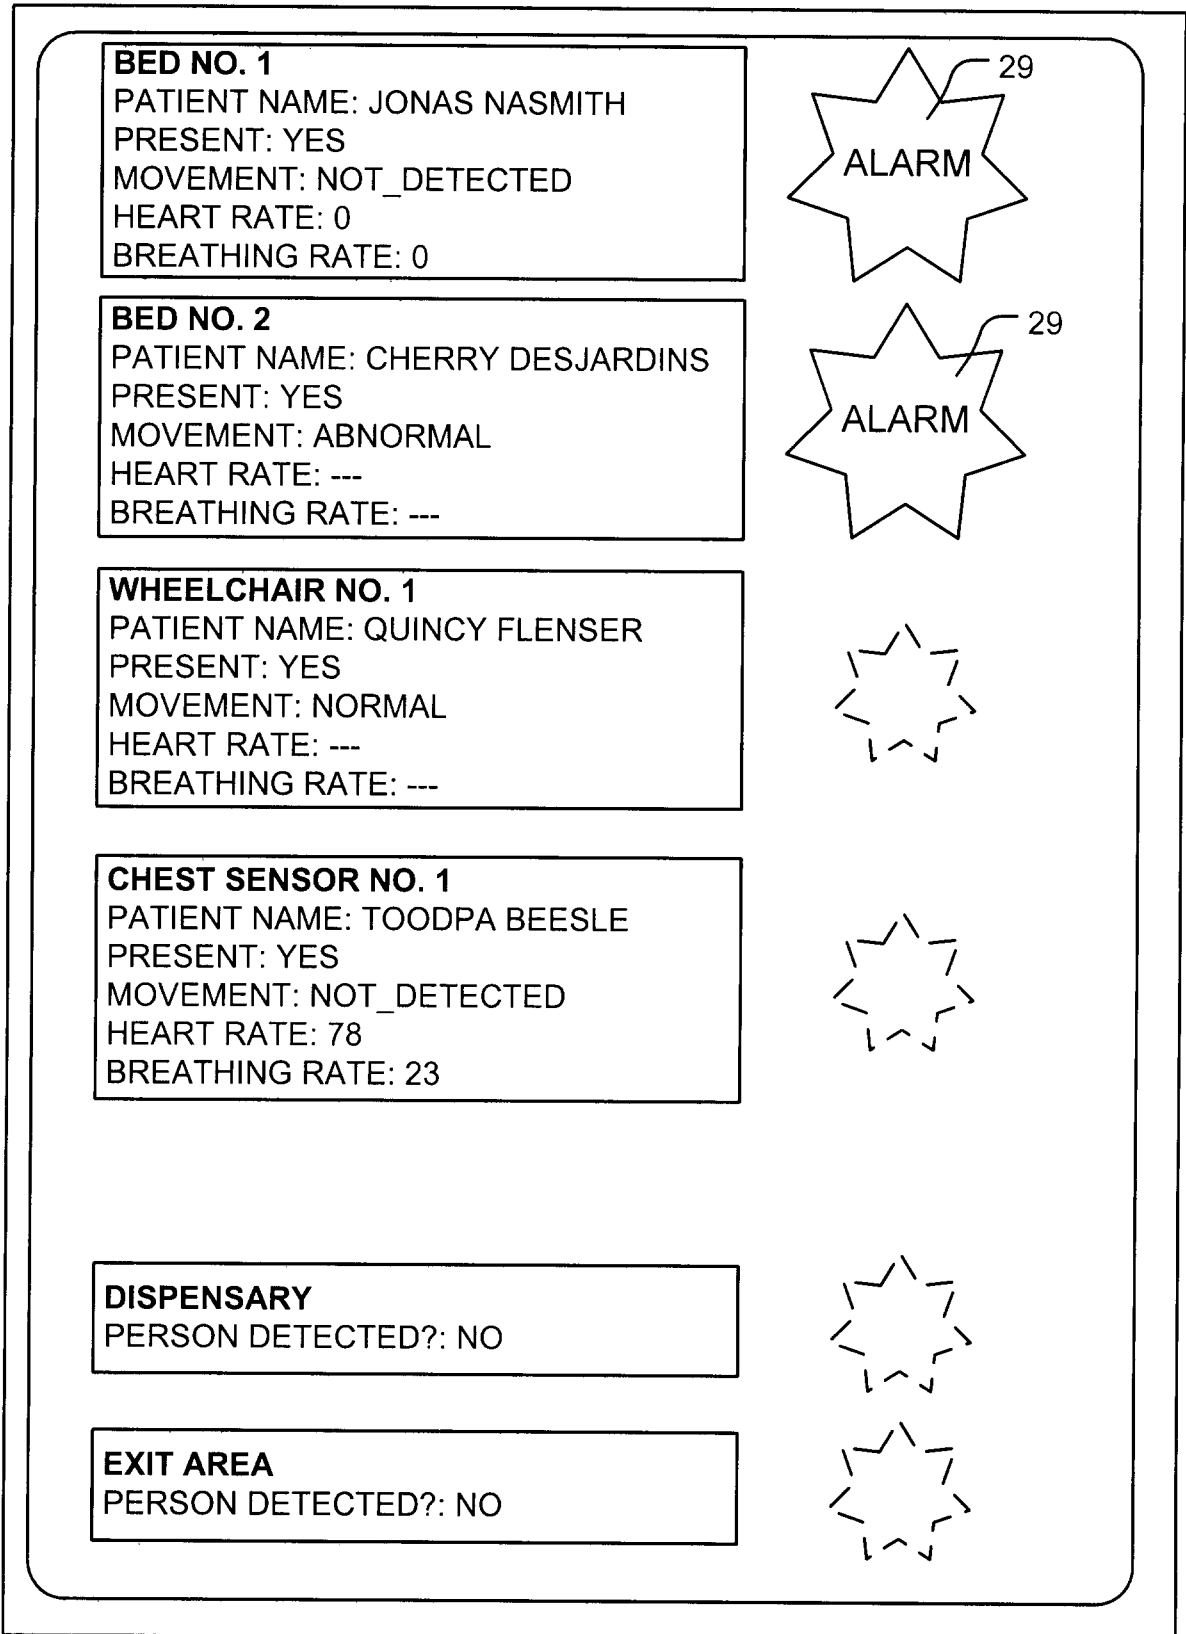 BED NO. 1
PATIENT NAME: JONAS NASMITH
PRESENT: YES
MOVEMENT: NOT_DETECTED
HEART RATE: 0
BREATHING RATE: 0
29
ALARM
BED NO. 2
PATIENT NAME: CHERRY DESJARDINS
PRESENT: YES
MOVEMENT: ABNORMAL
HEART RATE: ---
BREATHING RATE: ---
29
ALARM
WHEELCHAIR NO. 1
PATIENT NAME: QUINCY FLENSER
PRESENT: YES
MOVEMENT: NORMAL
HEART RATE: ---
BREATHING RATE: ---
CHEST SENSOR NO. 1
PATIENT NAME: TOODPA BEESLE
PRESENT: YES
MOVEMENT: NOT_DETECTED
HEART RATE: 78
BREATHING RATE: 23
DISPENSARY
PERSON DETECTED?: NO
EXIT AREA
PERSON DETECTED?: NO